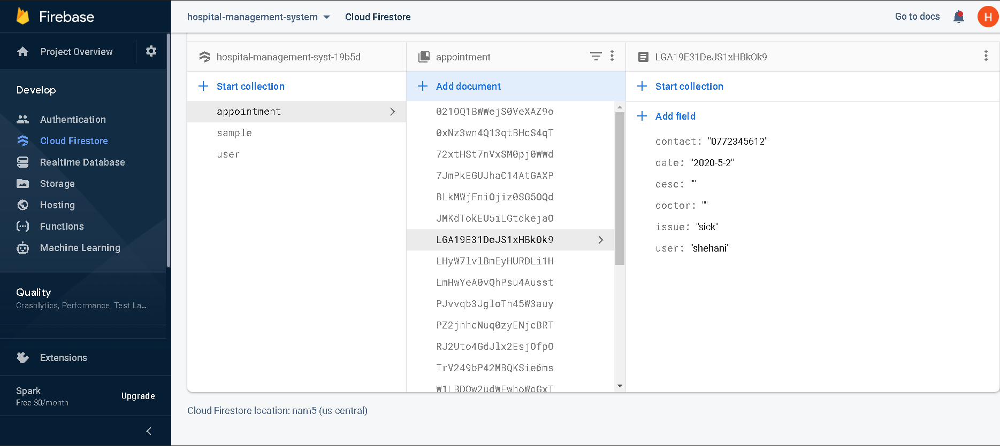 Firebase
Project Overview
Develop
Authentication
Cloud Firestore
Realtime Database
Storage
Hosting
Functions
Machine Learning
Quality
Crashlytics, Performance, Test La...
Extensions
Spark
Free $0/month
Upgrade
hospital-management-system
Cloud Firestore
Go to docs
H
hospital-management-syst-19b5d
Start collection
appointment
sample
user
appointment
Add document
021OQ1BWWejS0VeXAZ9o
0xNz3wn4Q13qtBHcS4qT
72xtHSt7nVxSM0pj0WWd
7JmPkEGUJhaC14AtGAXP
BLkMWjFniOjiz0SG5OQd
JMKdTokEU5iLGtdkejaO
LGA19E31DeJS1xHBkOk9
LHyW7lvlBmEyHURDLi1H
LmHwYeA0vQhPsu4Ausst
PJvvqb3JgloTh45W3auy
PZ2jnhcNuq0zyENjcBRT
RJ2Uto4GdJlx2EsjOfpO
TrV249bP42MBQKSie6ms
LGA19E31DeJS1xHBkOk9
Start collection
Add field
contact: "0772345612"
date: "2020-5-2"
desc: ""
doctor: ""
issue: "sick"
user: "shehani"
Cloud Firestore location: nam5 (us-central)